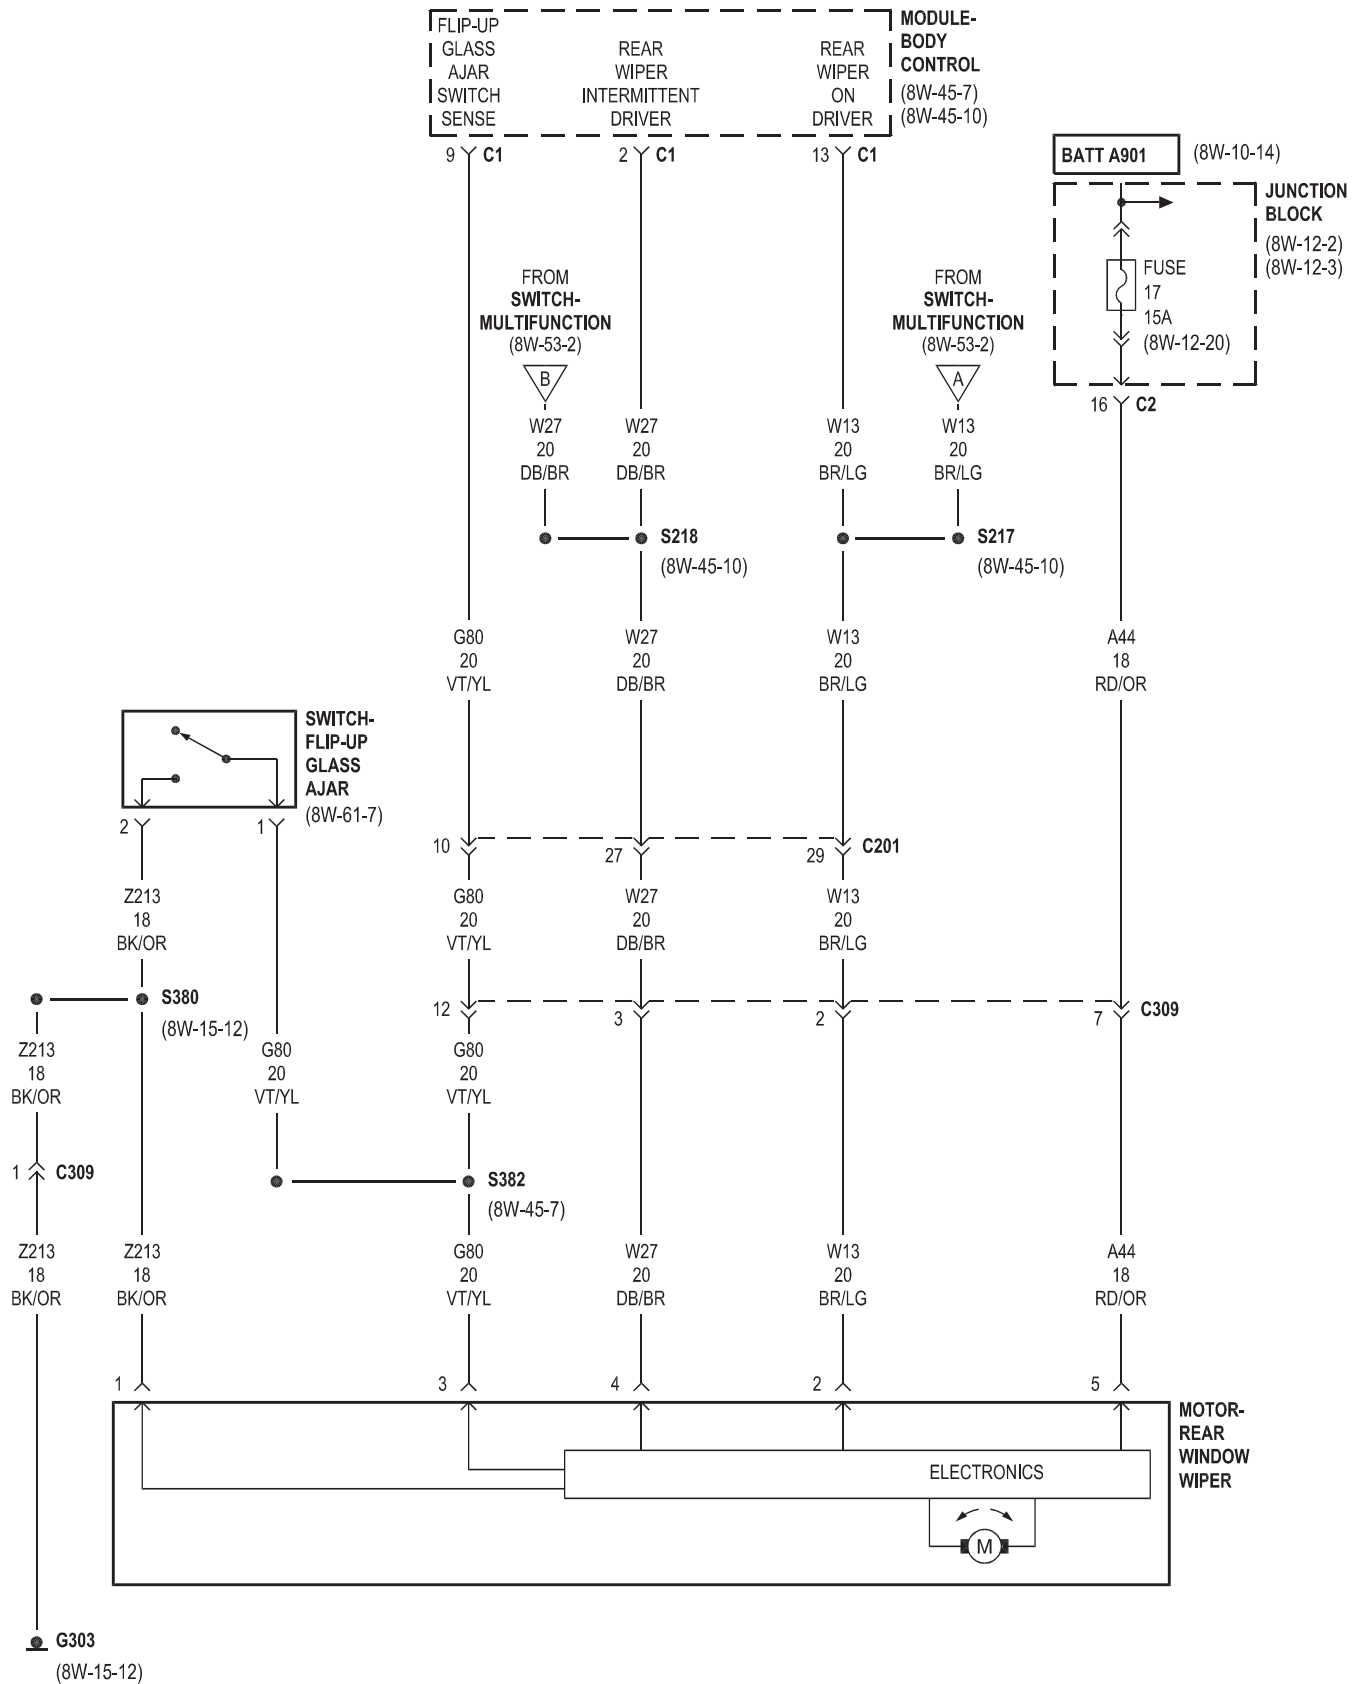 FLIP-UP
GLASS
AJAR
SWITCH
SENSE
REAR
WIPER
INTERMITTENT
DRIVER
REAR
WIPER
ON
DRIVER
MODULE-
BODY
CONTROL
(8W-45-7)
(8W-45-10)
9 C1
2 C1
13 C1
BATT A901 (8W-10-14)
JUNCTION
BLOCK
(8W-12-2)
(8W-12-3)
FUSE
17
15A
(8W-12-20)
16 C2
FROM
SWITCH-
MULTIFUNCTION
(8W-53-2)
B
FROM
SWITCH-
MULTIFUNCTION
(8W-53-2)
A
W27
20
DB/BR
W27
20
DB/BR
W13
20
BR/LG
W13
20
BR/LG
S218
(8W-45-10)
S217
(8W-45-10)
G80
20
VT/YL
W27
20
DB/BR
W13
20
BR/LG
A44
18
RD/OR
SWITCH-
FLIP-UP
GLASS
AJAR
(8W-61-7)
2 1
10 27 29 C201
Z213
18
BK/OR
G80
20
VT/YL
W27
20
DB/BR
W13
20
BR/LG
S380
(8W-15-12)
12 3 2 7 C309
Z213
18
BK/OR
G80
20
VT/YL
G80
20
VT/YL
1 C309
S382
(8W-45-7)
Z213
18
BK/OR
Z213
18
BK/OR
G80
20
VT/YL
W27
20
DB/BR
W13
20
BR/LG
A44
18
RD/OR
1 3 4 2 5
MOTOR-
REAR
WINDOW
WIPER
ELECTRONICS
M
G303
(8W-15-12)